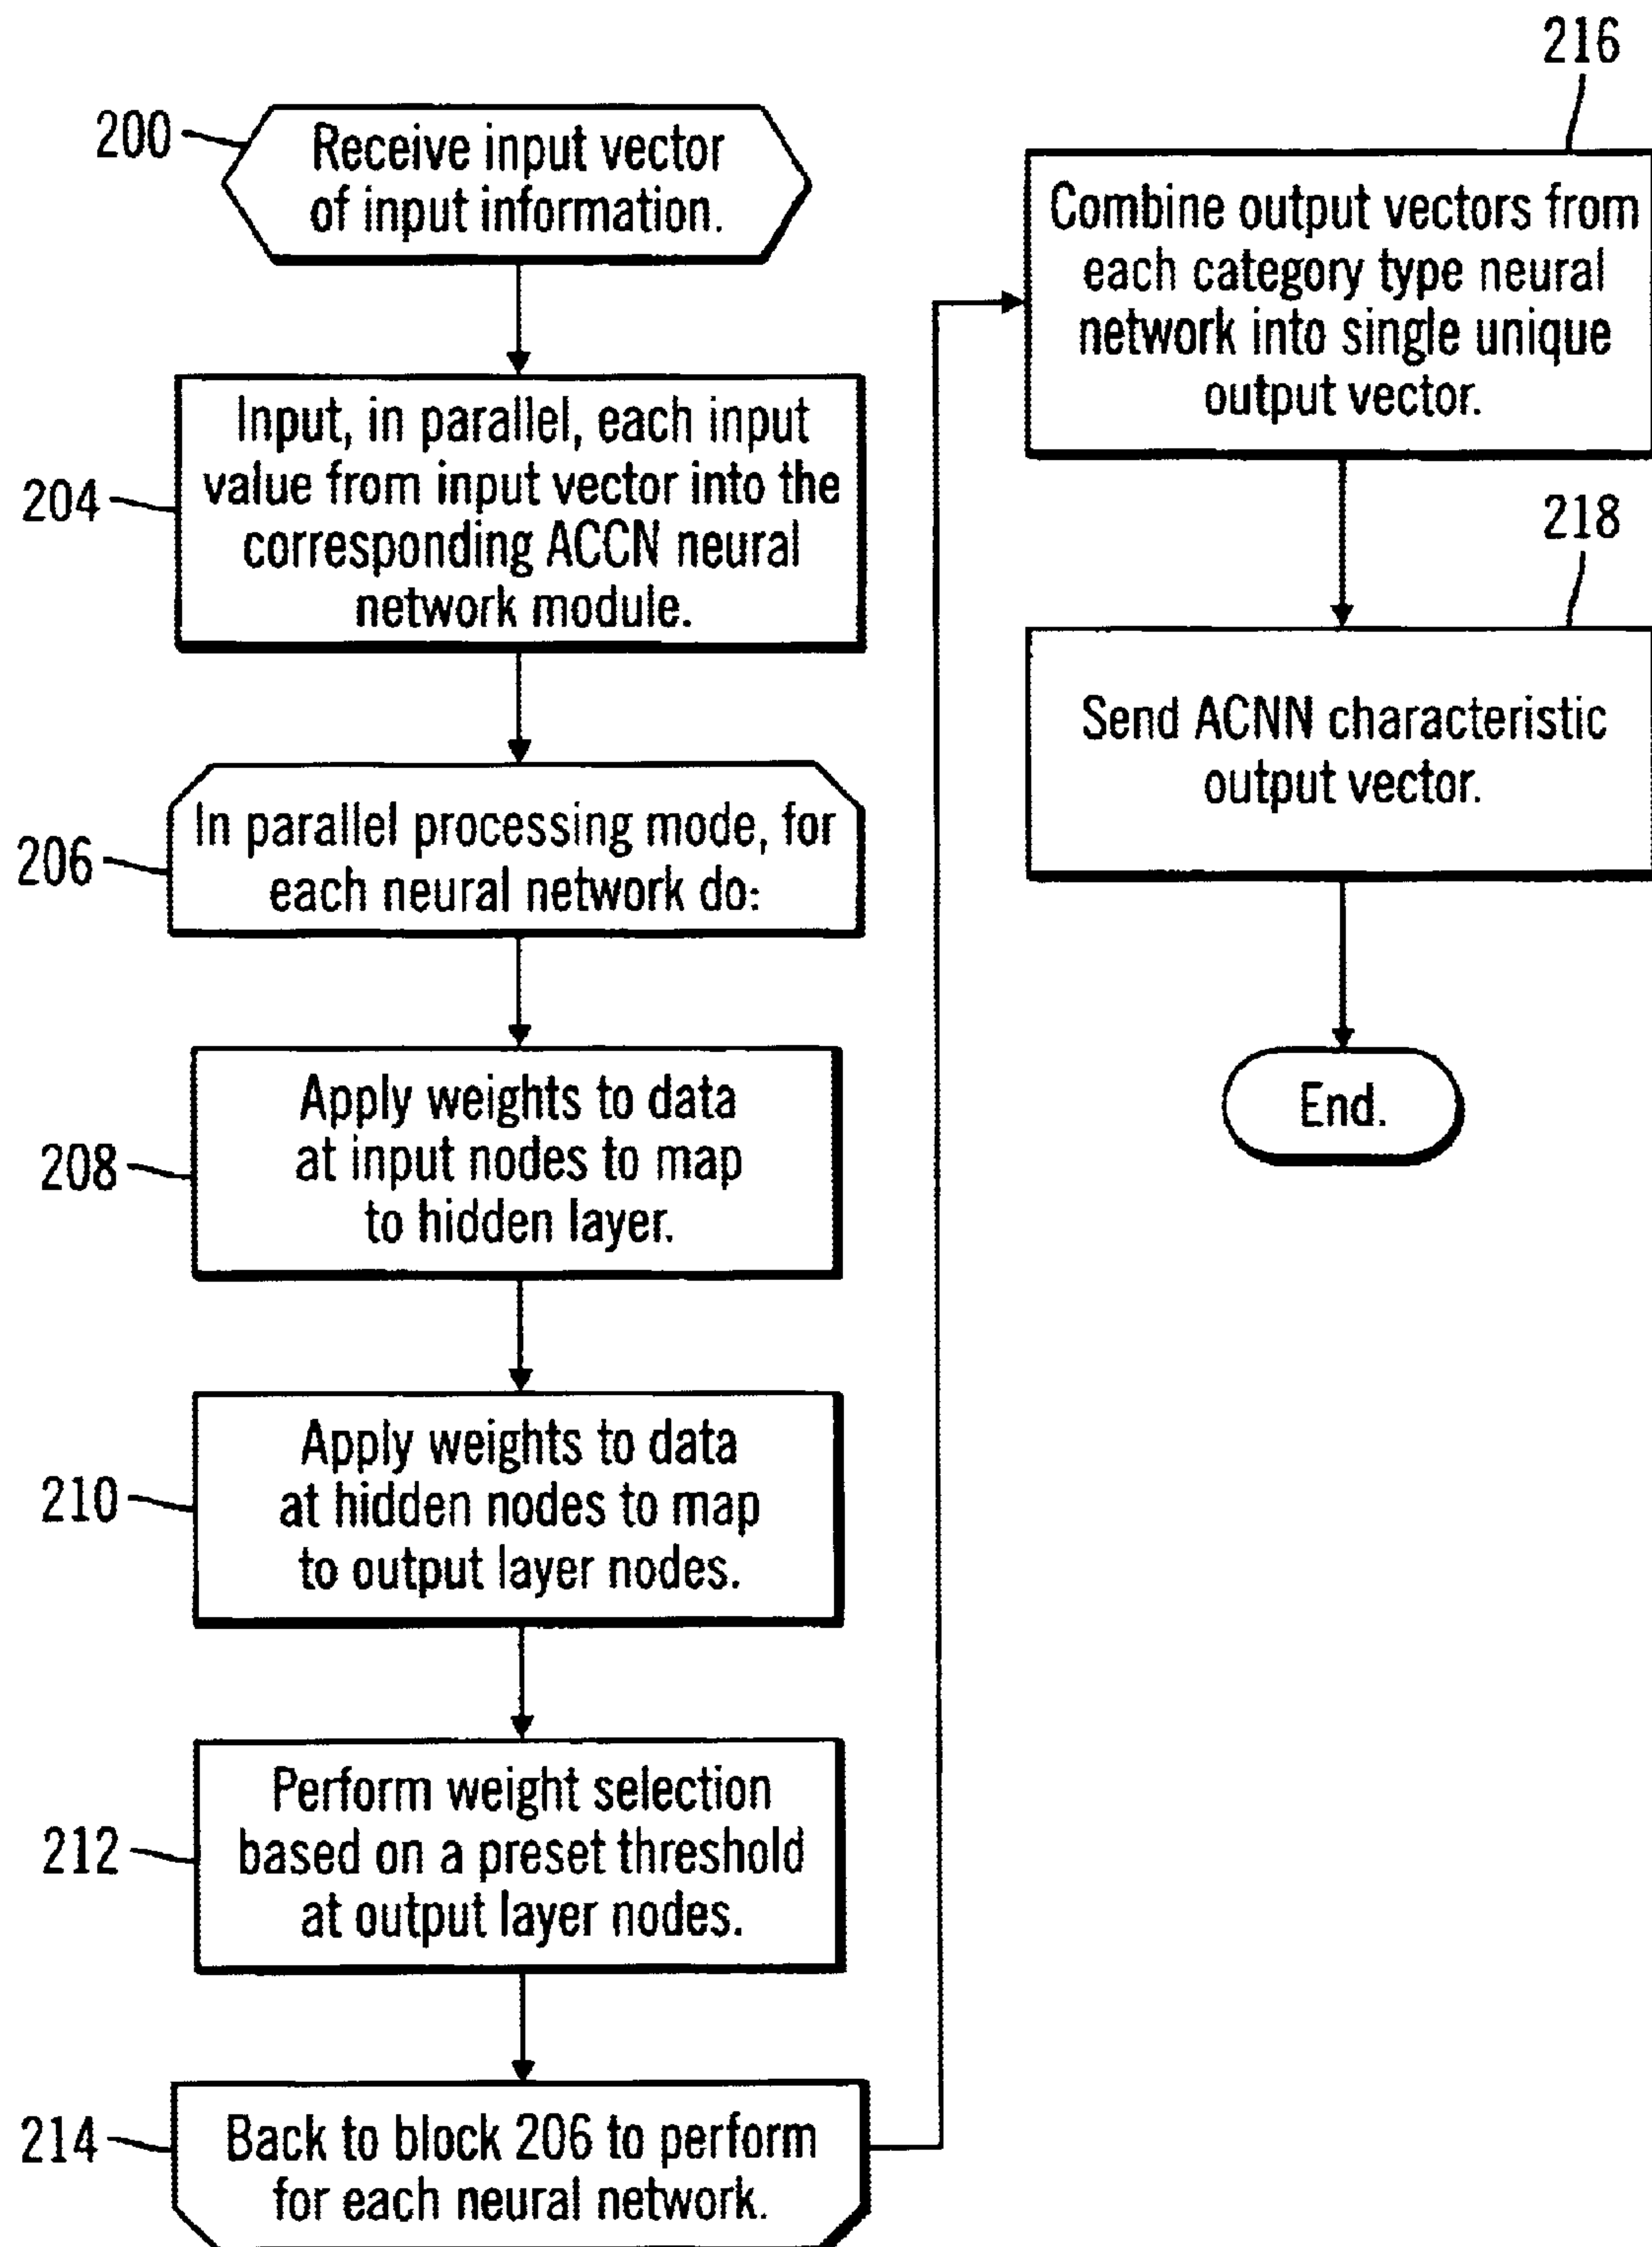 200
Receive input vector
of input information.
204
Input, in parallel, each input
value from input vector into the
corresponding ACCN neural
network module.
206
In parallel processing mode, for
each neural network do:
208
Apply weights to data
at input nodes to map
to hidden layer.
210
Apply weights to data
at hidden nodes to map
to output layer nodes.
212
Perform weight selection
based on a preset threshold
at output layer nodes.
214
Back to block 206 to perform
for each neural network.
216
Combine output vectors from
each category type neural
network into single unique
output vector.
218
Send ACNN characteristic
output vector.
End.